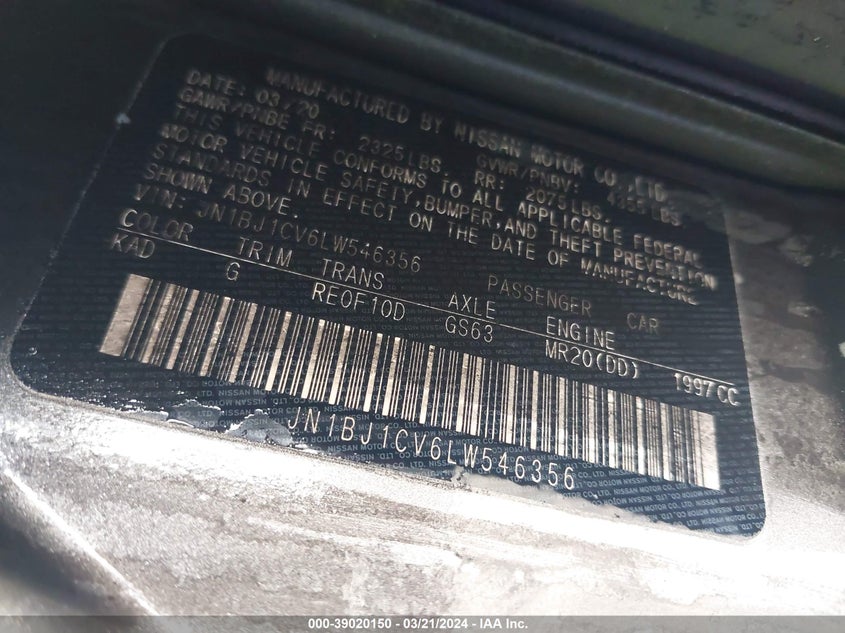 MANUFACTURED BY NISSAN MOTOR CO.,LTD.
DATE: 03/20 GVWR/PNBV: 4355LBS
GAWR/PNBE FR: 2325LBS. RR: 2075LBS.
THIS VEHICLE CONFORMS TO ALL APPLICABLE FEDERAL
MOTOR VEHICLE SAFETY,BUMPER,AND THEFT PREVENTION
STANDARDS IN EFFECT ON THE DATE OF MANUFACTURE
SHOWN ABOVE.
VIN: JN1BJ1CV6LW546356 PASSENGER CAR
COLOR TRIM TRANS AXLE ENGINE
KAD G RE0F10D GS63 MR20(DD) 1997CC
JN1BJ1CV6LW546356
000-39020150 - 03/21/2024 - IAA Inc.